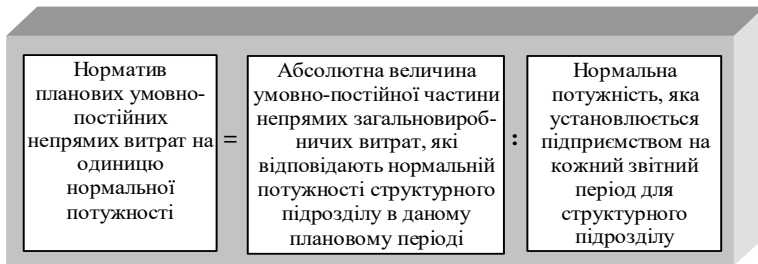 Норматив
планових умовно-
постійних
непрямих витрат на
одиницю
нормальної
потужності
=
Абсолютна величина
умовно-постійної частини
непрямих загальновироб-
ничих витрат, які
відповідають нормальній
потужності структурного
підрозділу в даному
плановому періоді
:
Нормальна
потужність, яка
установлюється
підприємством на
кожний звітний
період для
структурного
підрозділу